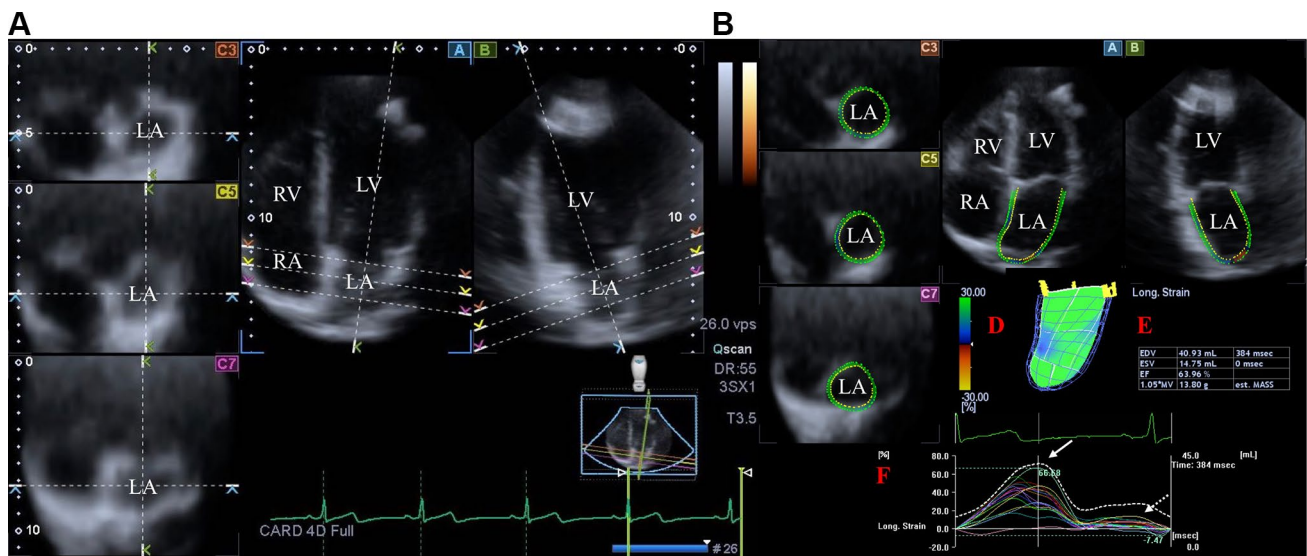 A
B
0
C3
LA
5
0
C5
LA
0
C7
LA
10
0
A
LV
RV
10
RA
LA
B
0
LV
10
LA
26.0 vps
Qscan
DR:55
3SX1
T3.5
CARD 4D Full
#26
C3
LA
C5
LA
C7
LA
A
RV
LV
RA
LA
B
LV
LA
30.00
D
-30.00
[%]
E
Long. Strain
EDV 40.93 mL 384 msec
ESV 14.75 mL 0 msec
EF 63.96 %
1.05*MV 13.80 g est. MASS
F
[%]
80.0
60.0
40.0
20.0
0.0
-20.0
Long. Strain
66.68
-7.47
45.0 [mL]
Time: 384 msec
[msec]
0.0